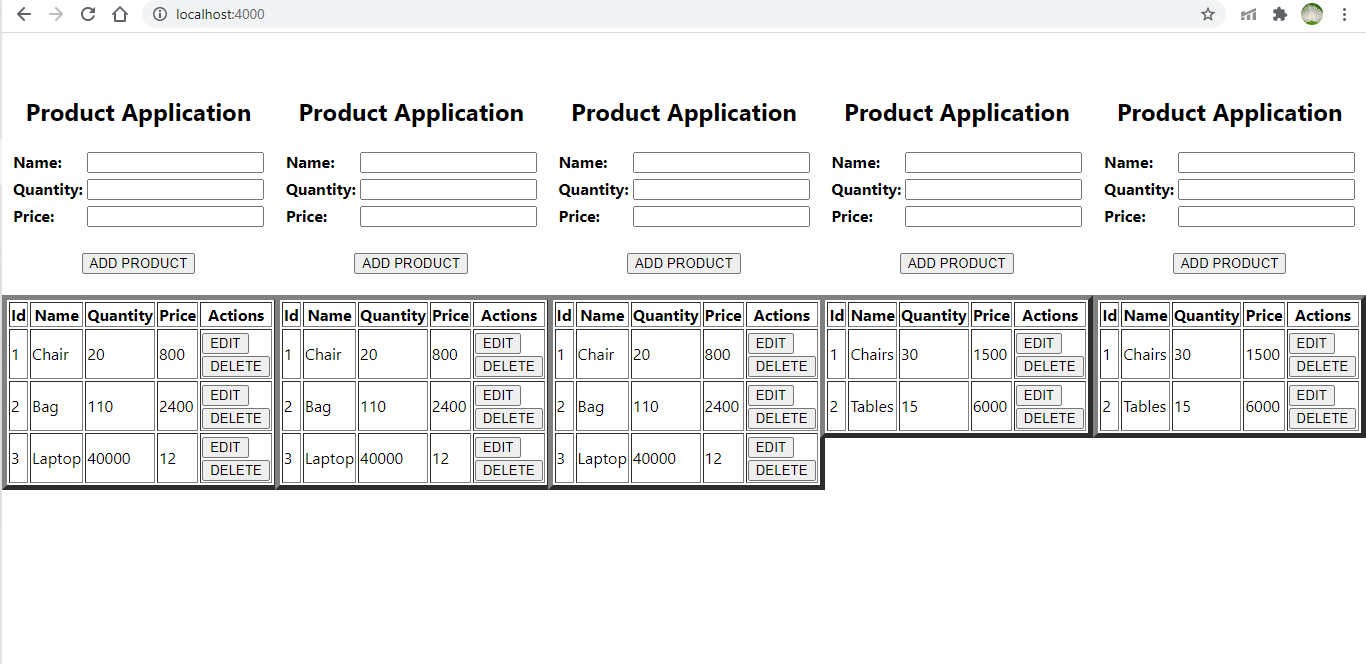 localhost:4000
Product Application Product Application Product Application Product Application Product Application
Name: Name: Name: Name: Name:
Quantity: Quantity: Quantity: Quantity: Quantity:
Price: Price: Price: Price: Price:
ADD PRODUCT ADD PRODUCT ADD PRODUCT ADD PRODUCT ADD PRODUCT
Id Name Quantity Price Actions Id Name Quantity Price Actions Id Name Quantity Price Actions Id Name Quantity Price Actions Id Name Quantity Price Actions
EDIT EDIT EDIT EDIT EDIT
1 Chair 20 800 1 Chair 20 800 1 Chair 20 800 1 Chairs 30 1500 1 Chairs 30 1500
DELETE DELETE DELETE DELETE DELETE
EDIT EDIT EDIT EDIT EDIT
2 Bag 110 2400 2 Bag 110 2400 2 Bag 110 2400 2 Tables 15 6000 2 Tables 15 6000
DELETE DELETE DELETE DELETE DELETE
EDIT EDIT EDIT
3 Laptop 40000 12 3 Laptop 40000 12 3 Laptop 40000 12
DELETE DELETE DELETE